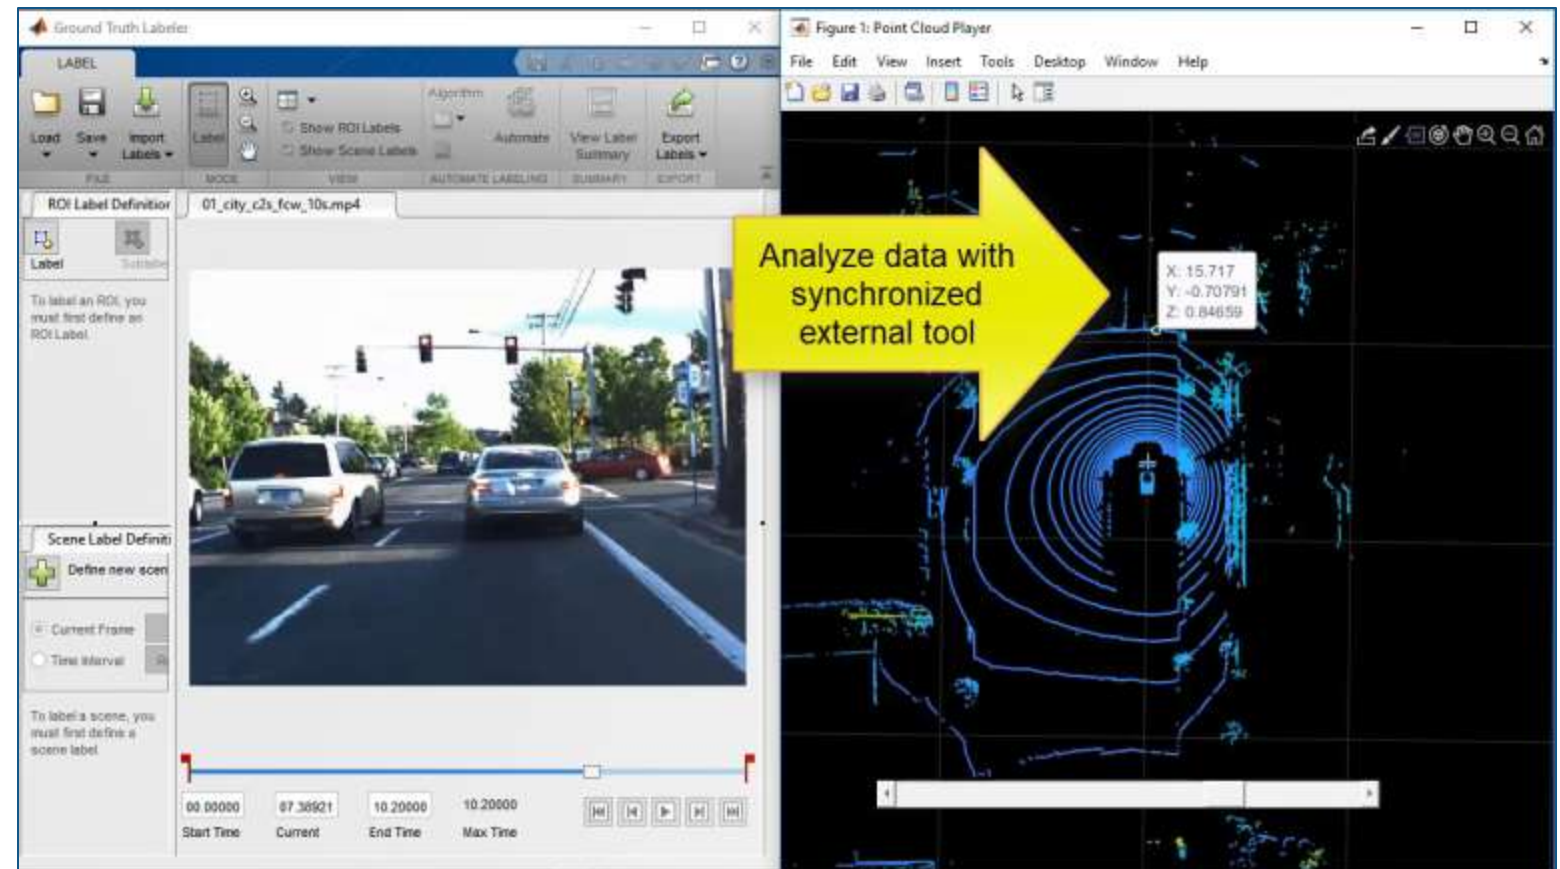 Ground Truth Labeler
LABEL
Load
Save
Import
Labels
FILE
Label
MODE
Show ROI Labels
Show Scene Labels
VIEW
Algorithm
Automate
AUTOMATE LABELING
View Label
Summary
SUMMARY
Export
Labels
EXPORT
ROI Label Definition
01_city_c2s_fcw_10s.mp4
Label
To label an ROI, you
must first define an
ROI Label.
Scene Label Definiti
Define new scen
Current Frame
Time Interval
To label a scene, you
must first define a
scene label
00.00000
07.38921
10.20000
10.20000
Start Time
Current
End Time
Max Time
Analyze data with
synchronized
external tool
Figure 1: Point Cloud Player
File Edit View Insert Tools Desktop Window Help
X: 15.717
Y: -0.70791
Z: 0.84659